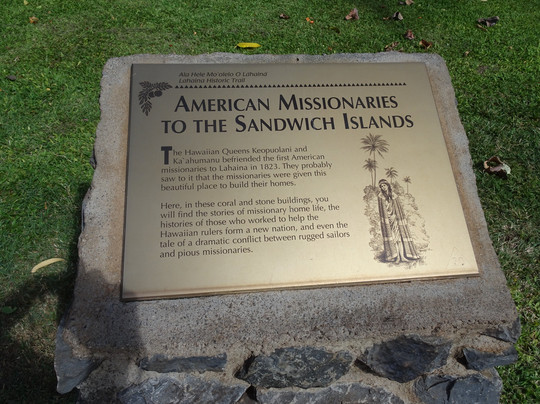 Ala Hele Mo'olelo O Lahaina
Lahaina Historic Trail
AMERICAN MISSIONARIES
TO THE SANDWICH ISLANDS
The Hawaiian Queens Keopuolani and
Ka'ahumanu befriended the first American
missionaries to Lahaina in 1823. They probably
saw to it that the missionaries were given this
beautiful place to build their homes.
Here, in these coral and stone buildings, you
will find the stories of missionary home life, the
histories of those who worked to help the
Hawaiian rulers form a new nation, and even the
tale of a dramatic conflict between rugged sailors
and pious missionaries.